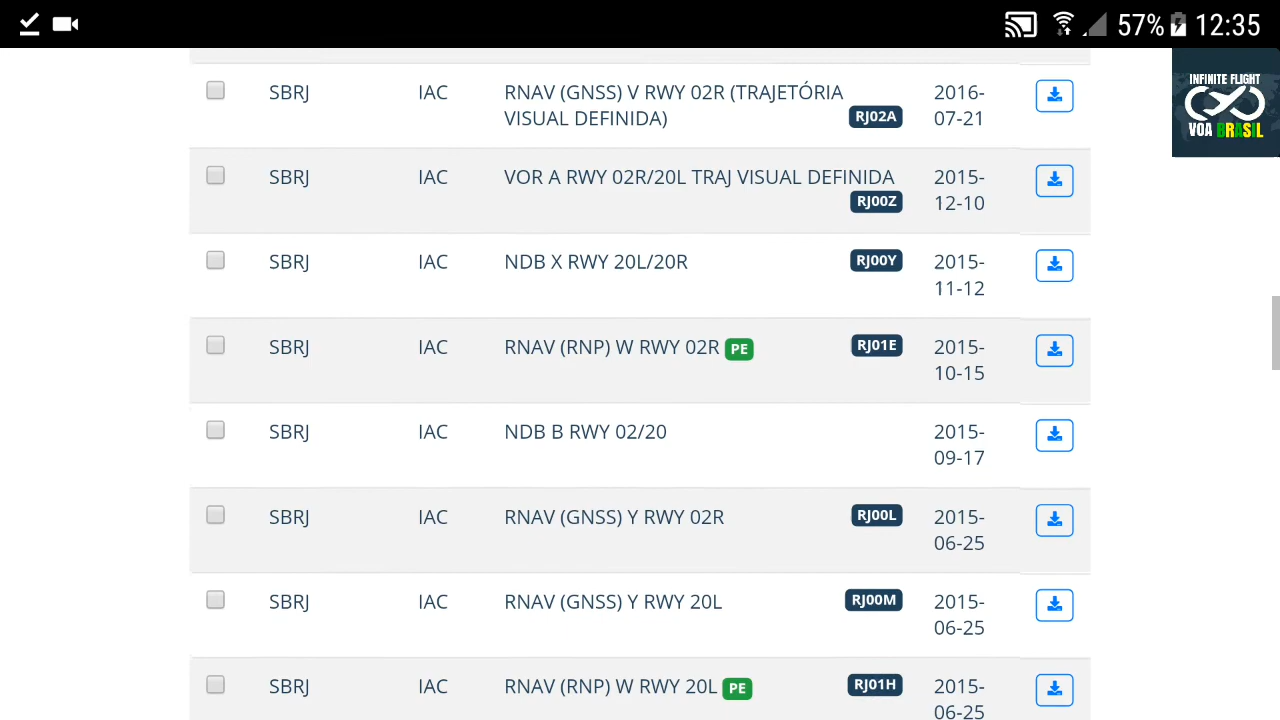 57% 12:35
INFINITE FLIGHT
VOA BRASIL
SBRJ IAC RNAV (GNSS) V RWY 02R (TRAJETÓRIA 2016-
VISUAL DEFINIDA) RJ02A 07-21
SBRJ IAC VOR A RWY 02R/20L TRAJ VISUAL DEFINIDA 2015-
RJ00Z 12-10
SBRJ IAC NDB X RWY 20L/20R RJ00Y 2015-
11-12
SBRJ IAC RNAV (RNP) W RWY 02R PE RJ01E 2015-
10-15
SBRJ IAC NDB B RWY 02/20 2015-
09-17
SBRJ IAC RNAV (GNSS) Y RWY 02R RJ00L 2015-
06-25
SBRJ IAC RNAV (GNSS) Y RWY 20L RJ00M 2015-
06-25
SBRJ IAC RNAV (RNP) W RWY 20L PE RJ01H 2015-
06-25